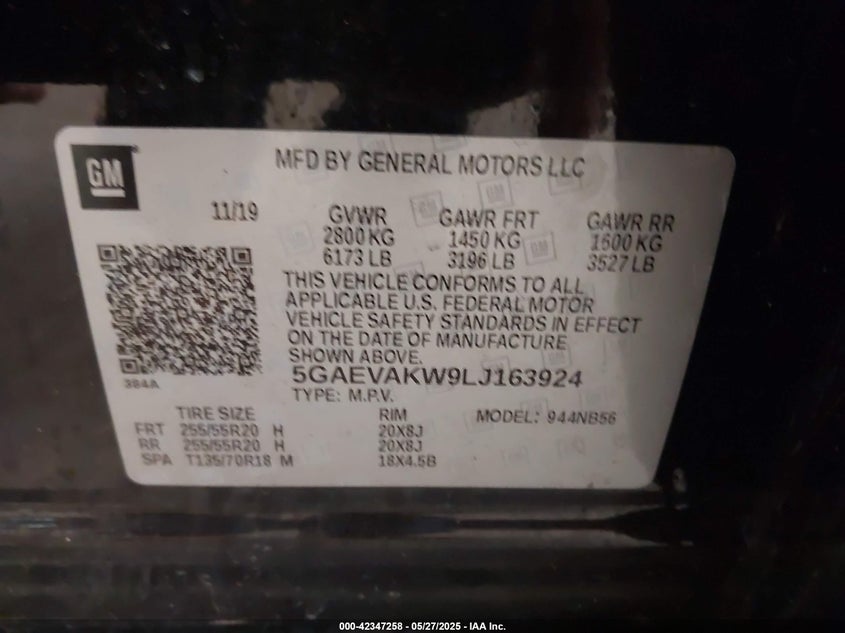 GM
MFD BY GENERAL MOTORS LLC
11/19
GVWR GAWR FRT GAWR RR
2800 KG 1450 KG 1600 KG
6173 LB 3196 LB 3527 LB
THIS VEHICLE CONFORMS TO ALL
APPLICABLE U.S. FEDERAL MOTOR
VEHICLE SAFETY STANDARDS IN EFFECT
ON THE DATE OF MANUFACTURE
SHOWN ABOVE.
384A
5GAEVAKW9LJ163924
TYPE: M.P.V.
TIRE SIZE RIM MODEL: 944NB56
FRT 255/55R20 H 20X8J
RR 255/55R20 H 20X8J
SPA T135/70R18 M 18X4.5B
000-42347258 - 05/27/2025 - IAA Inc.